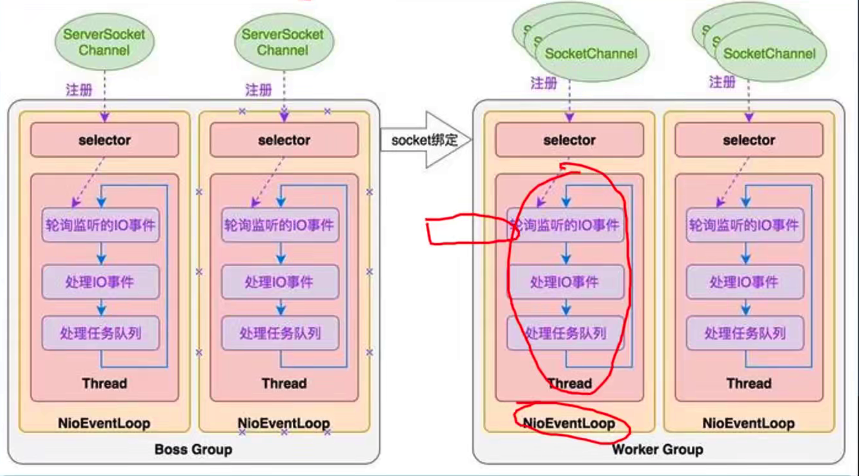 ServerSocket
Channel
ServerSocket
Channel
SocketChannel
SocketChannel
注册
注册
注册
注册
selector
selector
socket绑定
selector
selector
轮询监听的IO事件
轮询监听的IO事件
轮询监听的IO事件
轮询监听的IO事件
处理IO事件
处理IO事件
处理IO事件
处理IO事件
处理任务队列
处理任务队列
处理任务队列
处理任务队列
Thread
Thread
Thread
Thread
NioEventLoop
NioEventLoop
NioEventLoop
NioEventLoop
Boss Group
Worker Group